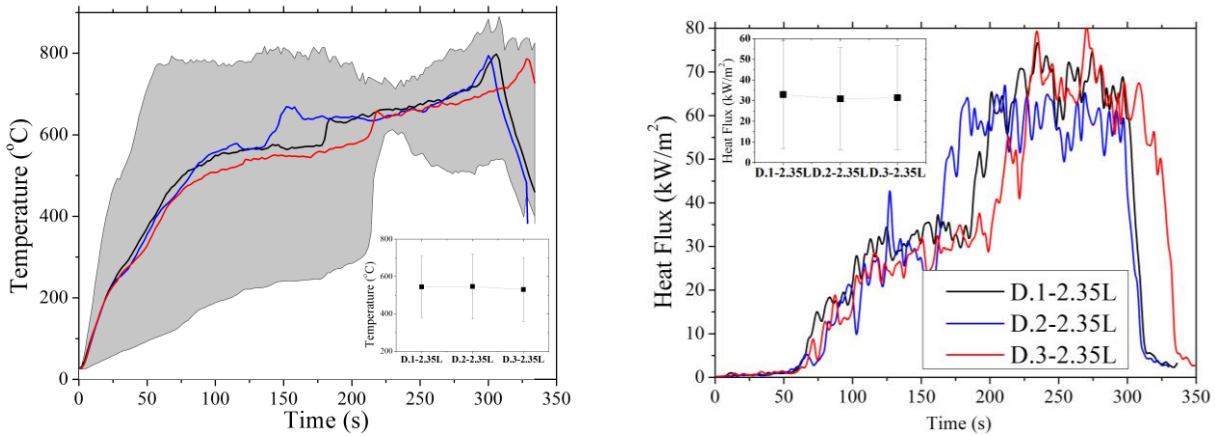 800
600
400
200
0
Temperature (°C)
0 50 100 150 200 250 300 350
Time (s)
800
600
400
200
Temperature (°C)
D.1-2.35L D.2-2.35L D.3-2.35L
80
70
60
50
40
30
20
10
0
Heat Flux (kW/m²)
0 50 100 150 200 250 300 350
Time (s)
60
50
40
30
20
10
0
Heat Flux (kW/m²)
D.1-2.35L D.2-2.35L D.3-2.35L
D.1-2.35L
D.2-2.35L
D.3-2.35L